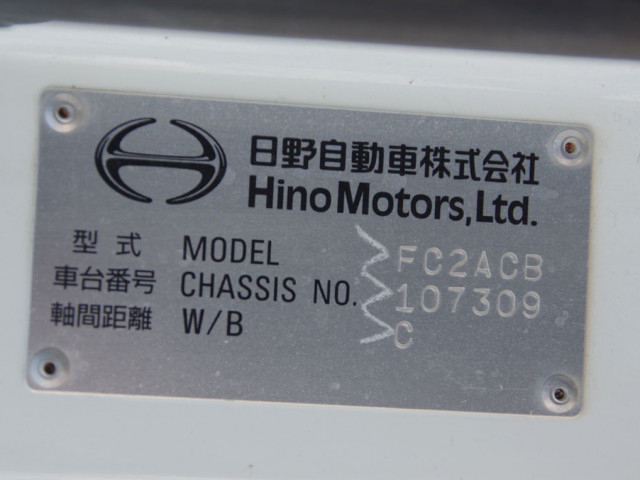 日野自動車株式会社
Hino Motors, Ltd.
型式 MODEL FC2ACB
車台番号 CHASSIS NO. 107309
軸間距離 W/B C